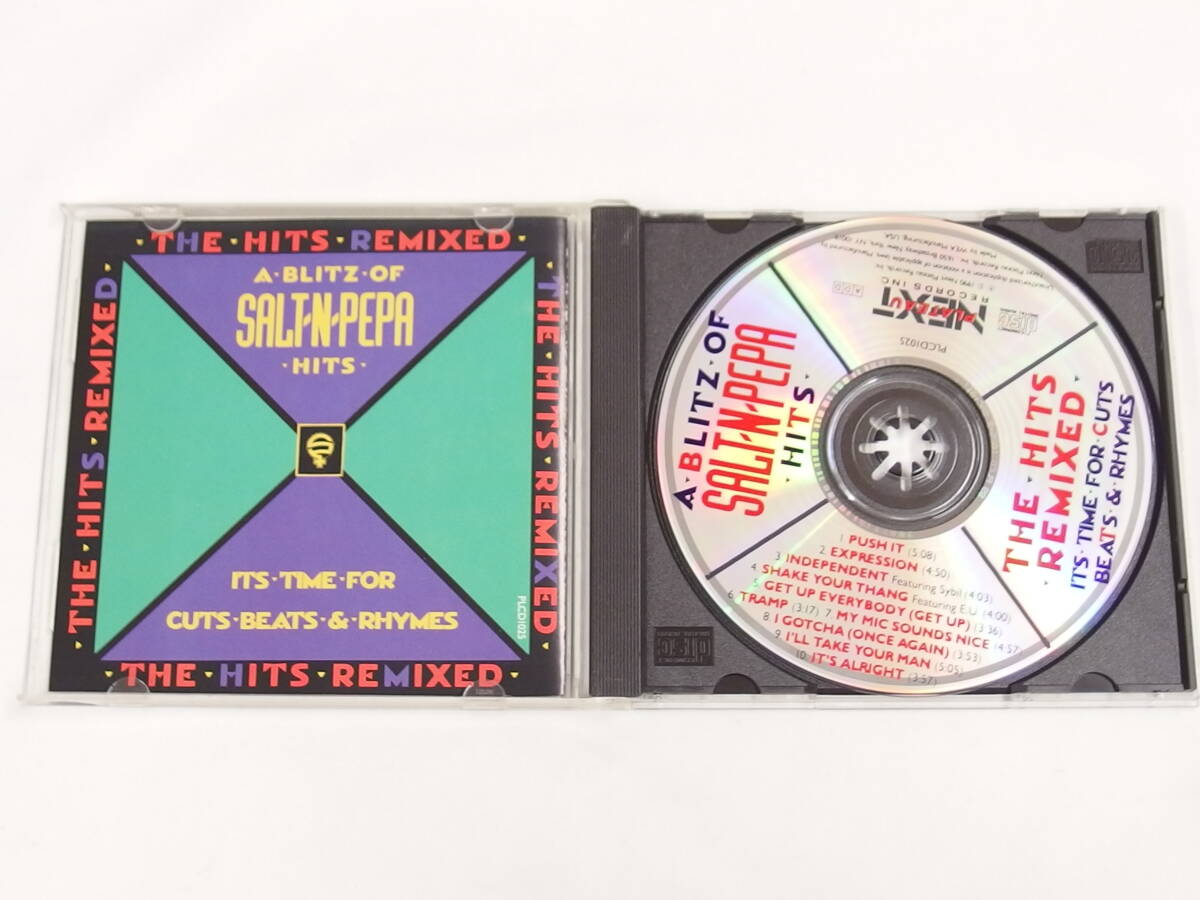 · THE · HITS · REMIXED ·
A · BLITZ · OF
SALT-N-PEPA
· HITS ·
· THE · HITS · REMIXED ·
· THE · HITS · REMIXED ·
ITS · TIME · FOR
CUTS · BEATS · & · RHYMES
PLCD1025
· THE · HITS · REMIXED ·
NEXT
PLATEAU
RECORDS INC
PLCD1025
A · BLITZ · OF
SALT-N-PEPA
· HITS ·
· THE · HITS
REMIXED ·
ITS · TIME · FOR · CUTS
BEATS · & · RHYMES
1. PUSH IT (5:08)
2. EXPRESSION (4:50)
3. INDEPENDENT Featuring Sybil (4:03)
4. SHAKE YOUR THANG Featuring E.U. (4:00)
5. GET UP EVERYBODY (GET UP) (3:36)
6. TRAMP (3:17) 7. MY MIC SOUNDS NICE (4:57)
8. I GOTCHA (ONCE AGAIN) (3:53)
9. I'LL TAKE YOUR MAN (5:05)
10. IT'S ALRIGHT (3:57)